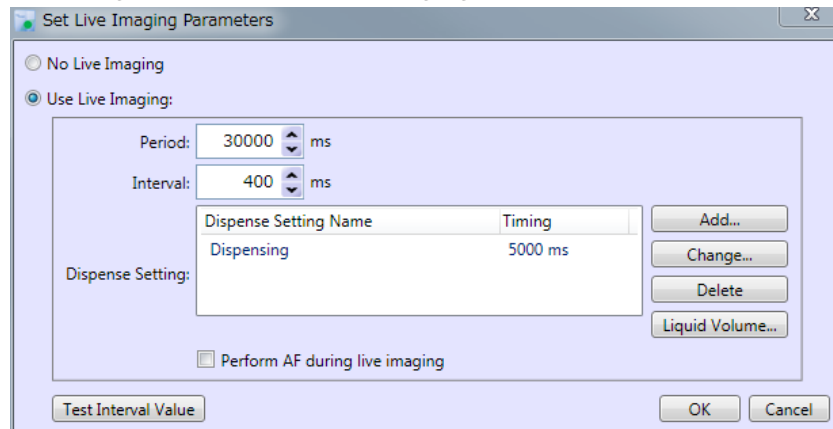 Set Live Imaging Parameters
No Live Imaging
Use Live Imaging:
Period: 30000 ms
Interval: 400 ms
Dispense Setting Name Timing
Add...
Dispensing 5000 ms
Change...
Dispense Setting:
Delete
Liquid Volume...
Perform AF during live imaging
Test Interval Value
OK Cancel